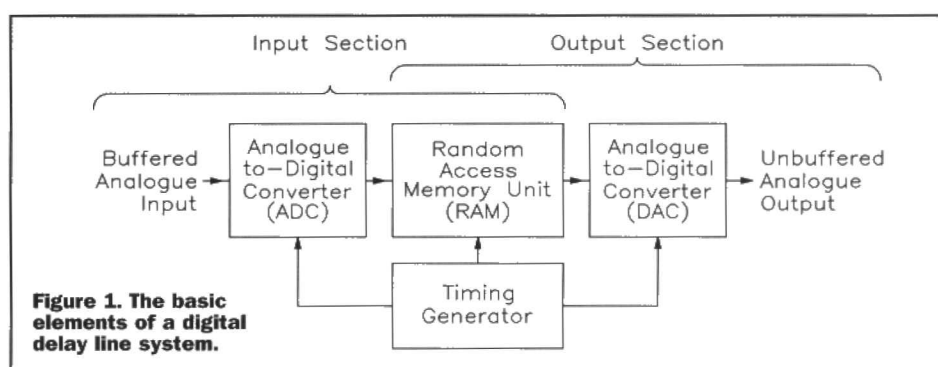 Input Section
Output Section
Buffered
Analogue
Input
Analogue
to-Digital
Converter
(ADC)
Random
Access
Memory Unit
(RAM)
Analogue
to-Digital
Converter
(DAC)
Unbuffered
Analogue
Output
Timing
Generator
Figure 1. The basic
elements of a digital
delay line system.